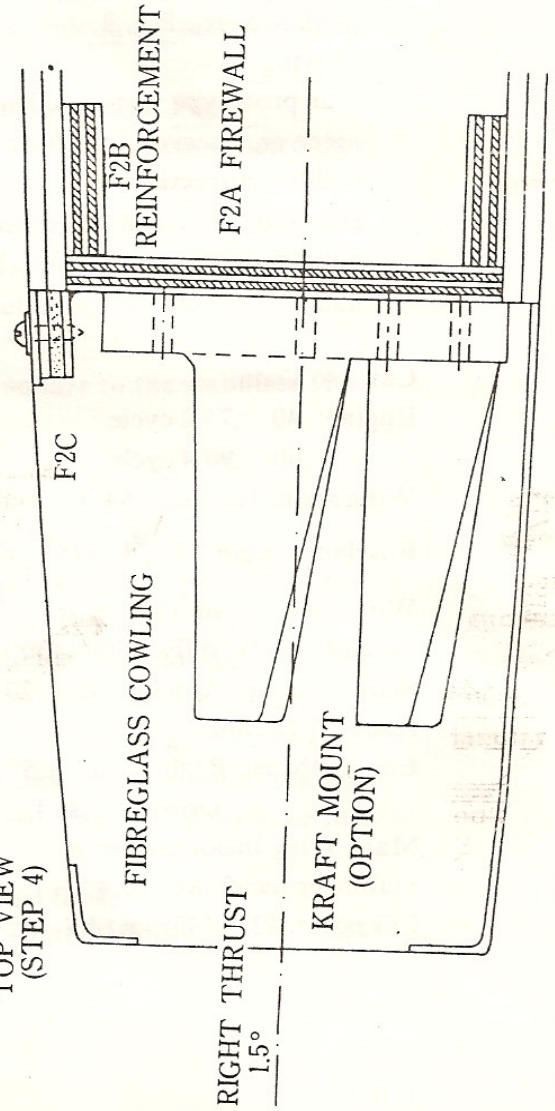 TOP VIEW
(STEP 4)
RIGHT THRUST
1.5°
FIBREGLASS COWLING
KRAFT MOUNT
(OPTION)
F2C
F2B
REINFORCEMENT
F2A FIREWALL